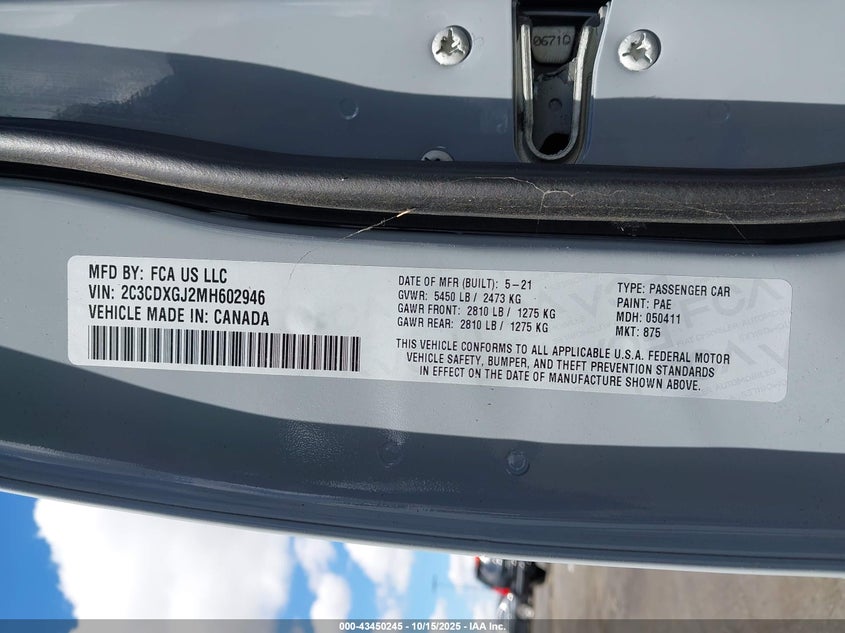 0671Q
MFD BY: FCA US LLC
VIN: 2C3CDXGJ2MH602946
VEHICLE MADE IN: CANADA
DATE OF MFR (BUILT): 5-21
GVWR: 5450 LB / 2473 KG
GAWR FRONT: 2810 LB / 1275 KG
GAWR REAR: 2810 LB / 1275 KG
THIS VEHICLE CONFORMS TO ALL APPLICABLE U.S.A. FEDERAL MOTOR
VEHICLE SAFETY, BUMPER, AND THEFT PREVENTION STANDARDS
IN EFFECT ON THE DATE OF MANUFACTURE SHOWN ABOVE.
TYPE: PASSENGER CAR
PAINT: PAE
MDH: 050411
MKT: 875
000-43450245 - 10/15/2025 - IAA Inc.